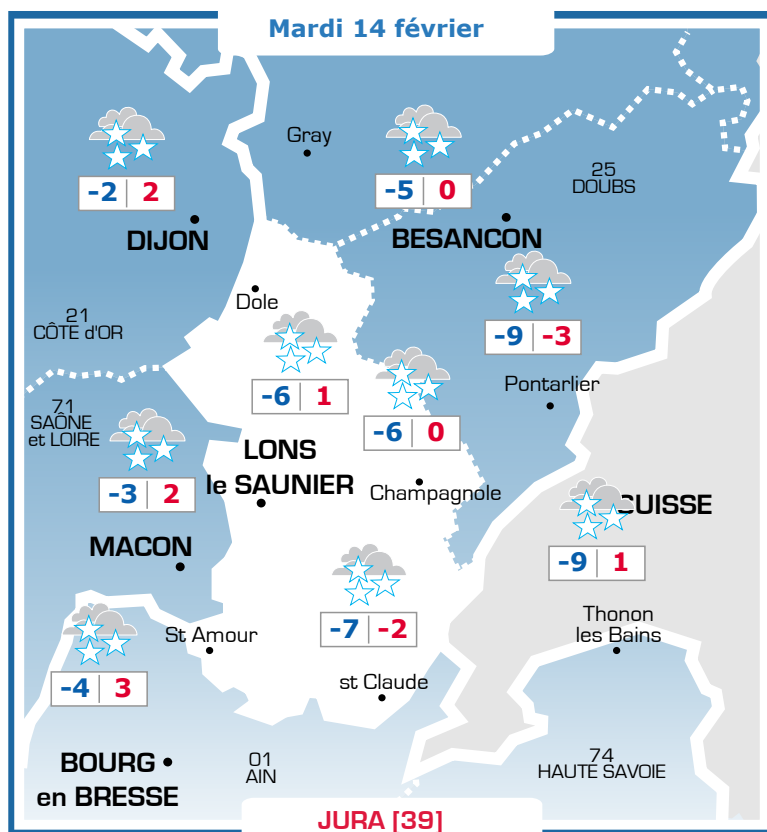 Mardi 14 février
Gray
25
DOUBS
-2 2
-5 0
DIJON
BESANCON
Dole
-9 -3
21
CÔTE d'OR
-6 1
Pontarlier
71
SAÔNE
et LOIRE
-6 0
LONS
le SAUNIER
-3 2
Champagnole
SUISSE
MACON
-9 1
-7 -2
Thonon
les Bains
St Amour
-4 3
st Claude
BOURG
en BRESSE
01
AIN
74
HAUTE SAVOIE
JURA [39]